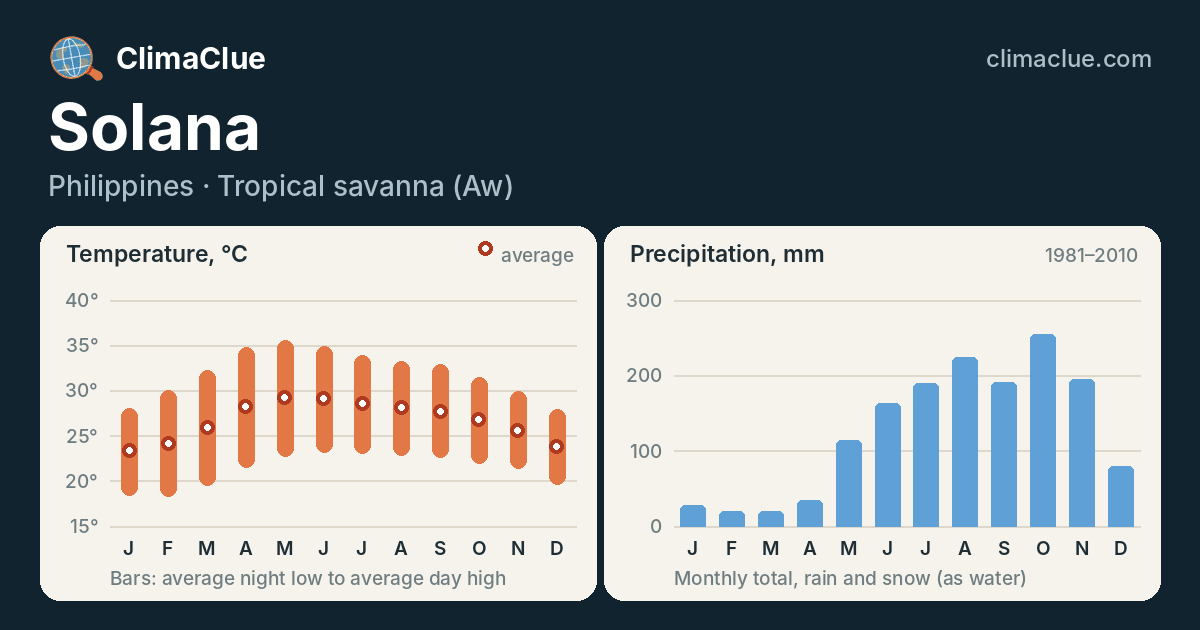 ClimaClue
climaclue.com
Solana
Philippines · Tropical savanna (Aw)
Temperature, °C
average
40°
35°
30°
25°
20°
15°
J F M A M J J A S O N D
Bars: average night low to average day high
Precipitation, mm
1981–2010
300
200
100
0
J F M A M J J A S O N D
Monthly total, rain and snow (as water)